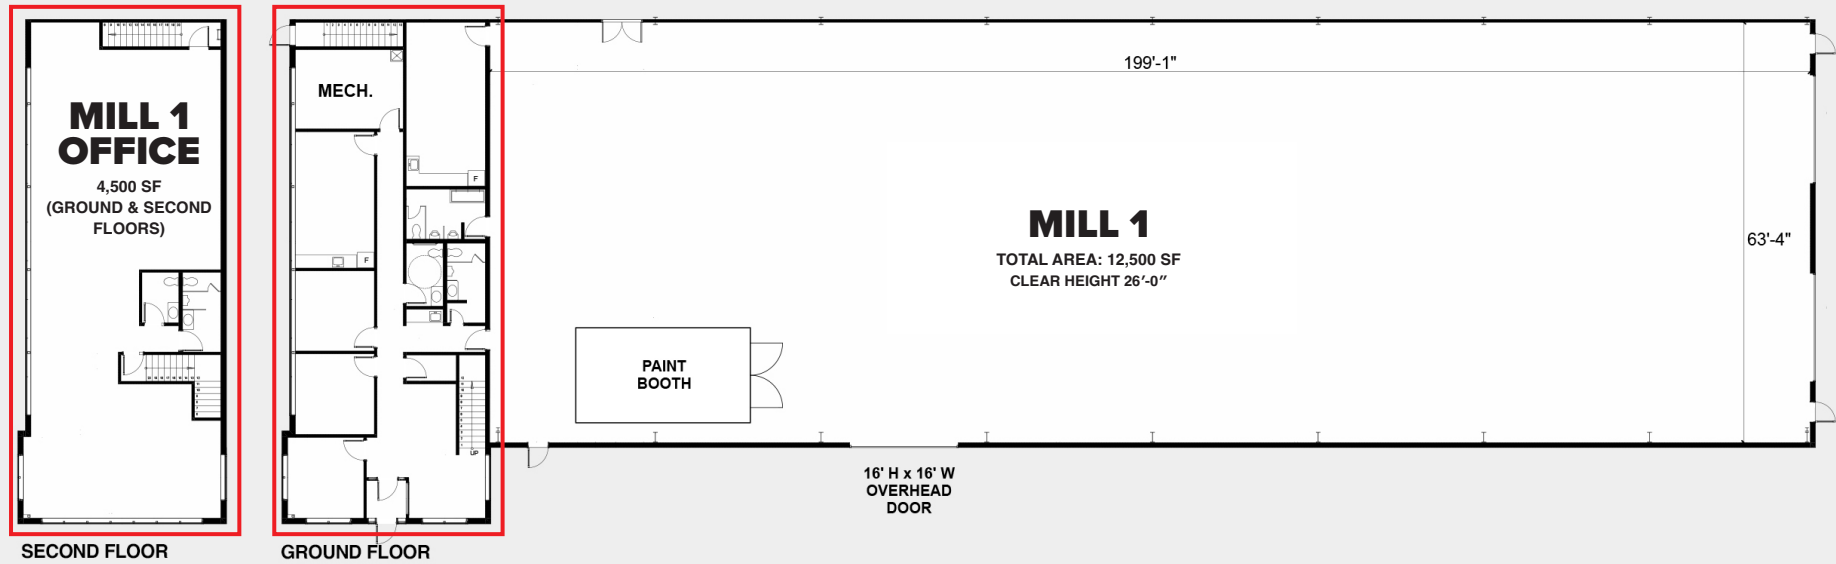 MILL 1
OFFICE
4,500 SF
(GROUND & SECOND
FLOORS)
SECOND FLOOR
MECH.
F
F
UP
GROUND FLOOR
199'-1"
63'-4"
MILL 1
TOTAL AREA: 12,500 SF
CLEAR HEIGHT 26'-0"
PAINT
BOOTH
16' H x 16' W
OVERHEAD
DOOR